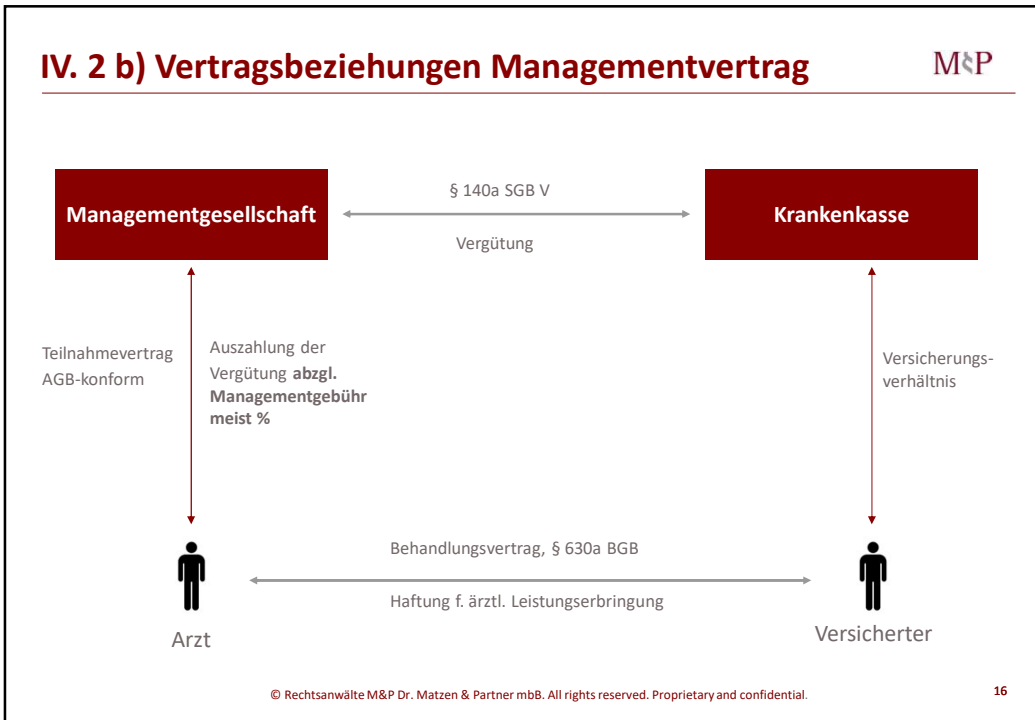 IV. 2 b) Vertragsbeziehungen Managementvertrag
M&P
Managementgesellschaft
§ 140a SGB V
Vergütung
Krankenkasse
Teilnahmevertrag
AGB-konform
Auszahlung der
Vergütung abzgl.
Managementgebühr
meist %
Versicherungs-
verhältnis
Behandlungsvertrag, § 630a BGB
Haftung f. ärztl. Leistungserbringung
Arzt
Versicherter
© Rechtsanwälte M&P Dr. Matzen & Partner mbB. All rights reserved. Proprietary and confidential.
16